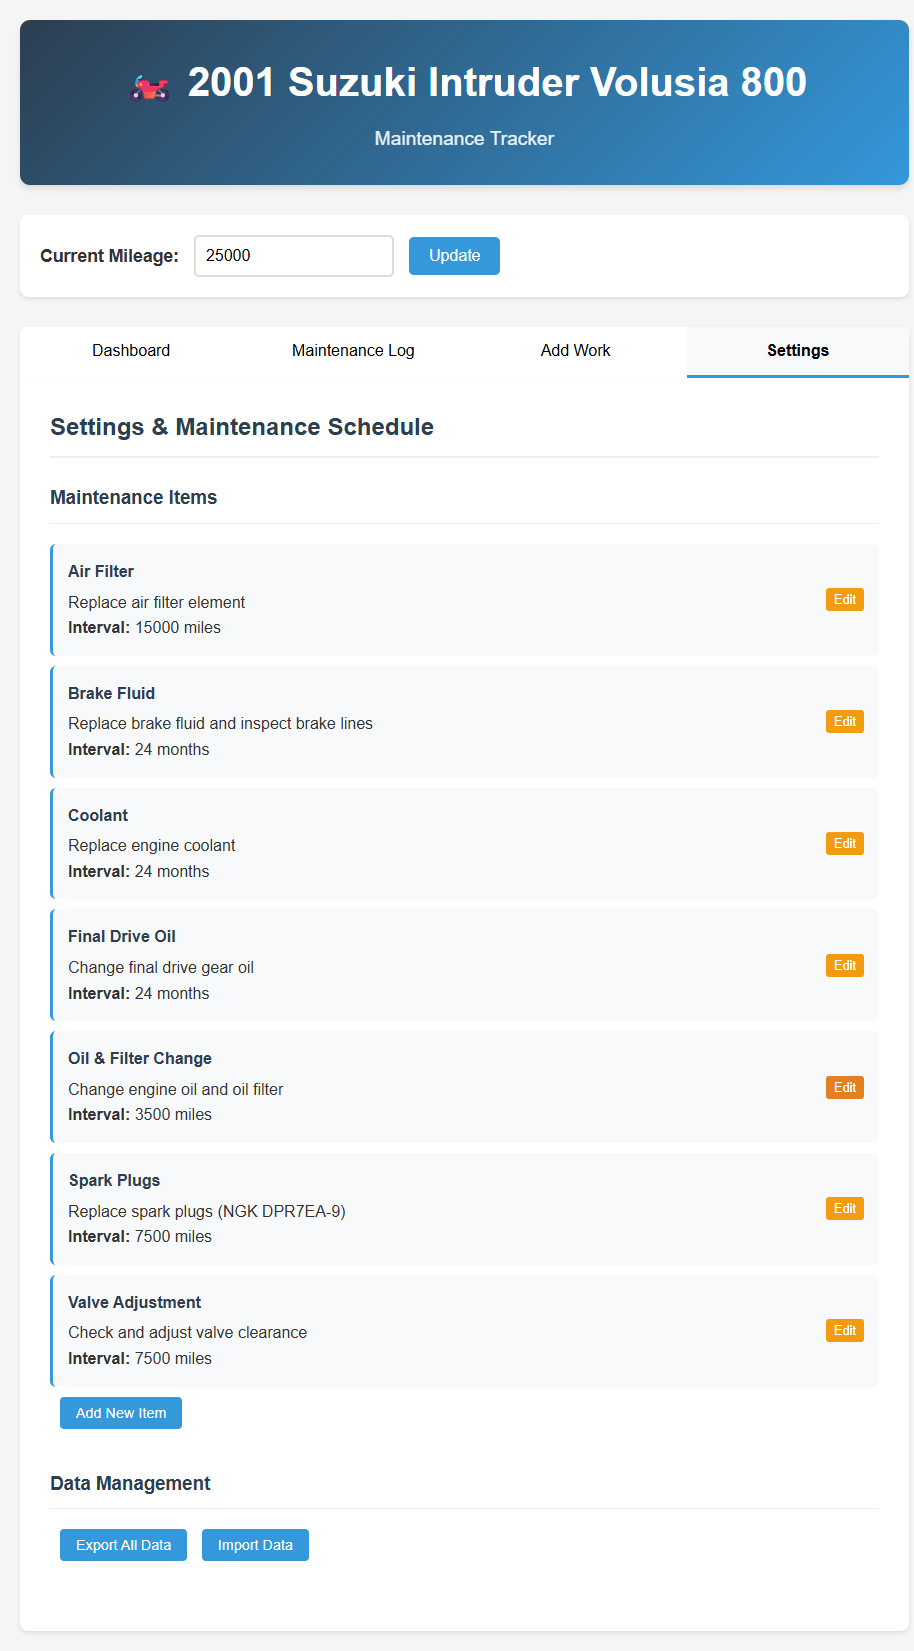 2001 Suzuki Intruder Volusia 800
Maintenance Tracker
Current Mileage: 25000 Update
Dashboard Maintenance Log Add Work Settings
Settings & Maintenance Schedule
Maintenance Items
Air Filter
Replace air filter element
Edit
Interval: 15000 miles
Brake Fluid
Replace brake fluid and inspect brake lines
Edit
Interval: 24 months
Coolant
Replace engine coolant
Edit
Interval: 24 months
Final Drive Oil
Change final drive gear oil
Edit
Interval: 24 months
Oil & Filter Change
Change engine oil and oil filter
Edit
Interval: 3500 miles
Spark Plugs
Replace spark plugs (NGK DPR7EA-9)
Edit
Interval: 7500 miles
Valve Adjustment
Check and adjust valve clearance
Edit
Interval: 7500 miles
Add New Item
Data Management
Export All Data Import Data